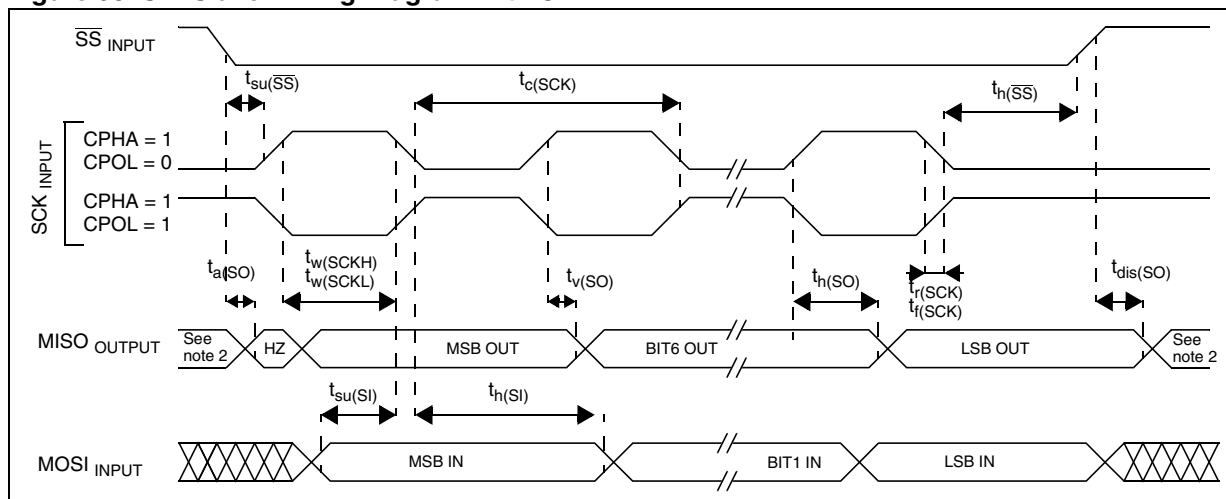 SS INPUT
tsu(SS)
tc(SCK)
th(SS)
SCK INPUT
CPHA = 1
CPOL = 0
CPHA = 1
CPOL = 1
ta(SO)
tw(SCKH)
tw(SCKL)
tv(SO)
th(SO)
tr(SCK)
tf(SCK)
tdis(SO)
MISO OUTPUT
See
note 2
HZ
MSB OUT
BIT6 OUT
LSB OUT
See
note 2
tsu(SI)
th(SI)
MOSI INPUT
MSB IN
BIT1 IN
LSB IN